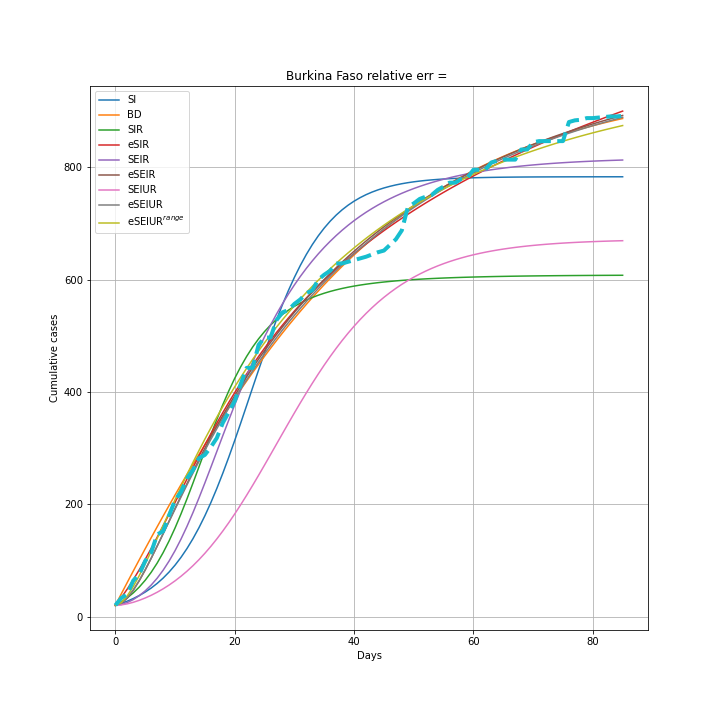 Burkina Faso relative err =
SI
BD
SIR
eSIR
SEIR
eSEIR
SEIUR
eSEIUR
eSEIUR^range
Cumulative cases
800
600
400
200
0
0 20 40 60 80
Days